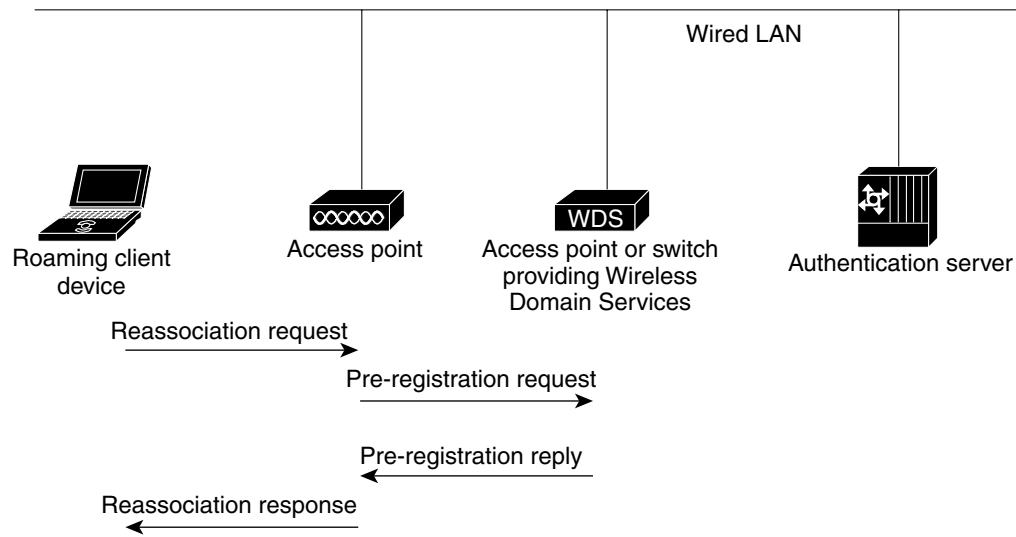 Wired LAN
WDS
Roaming client
device
Access point
Access point or switch
providing Wireless
Domain Services
Authentication server
Reassociation request
Pre-registration request
Pre-registration reply
Reassociation response